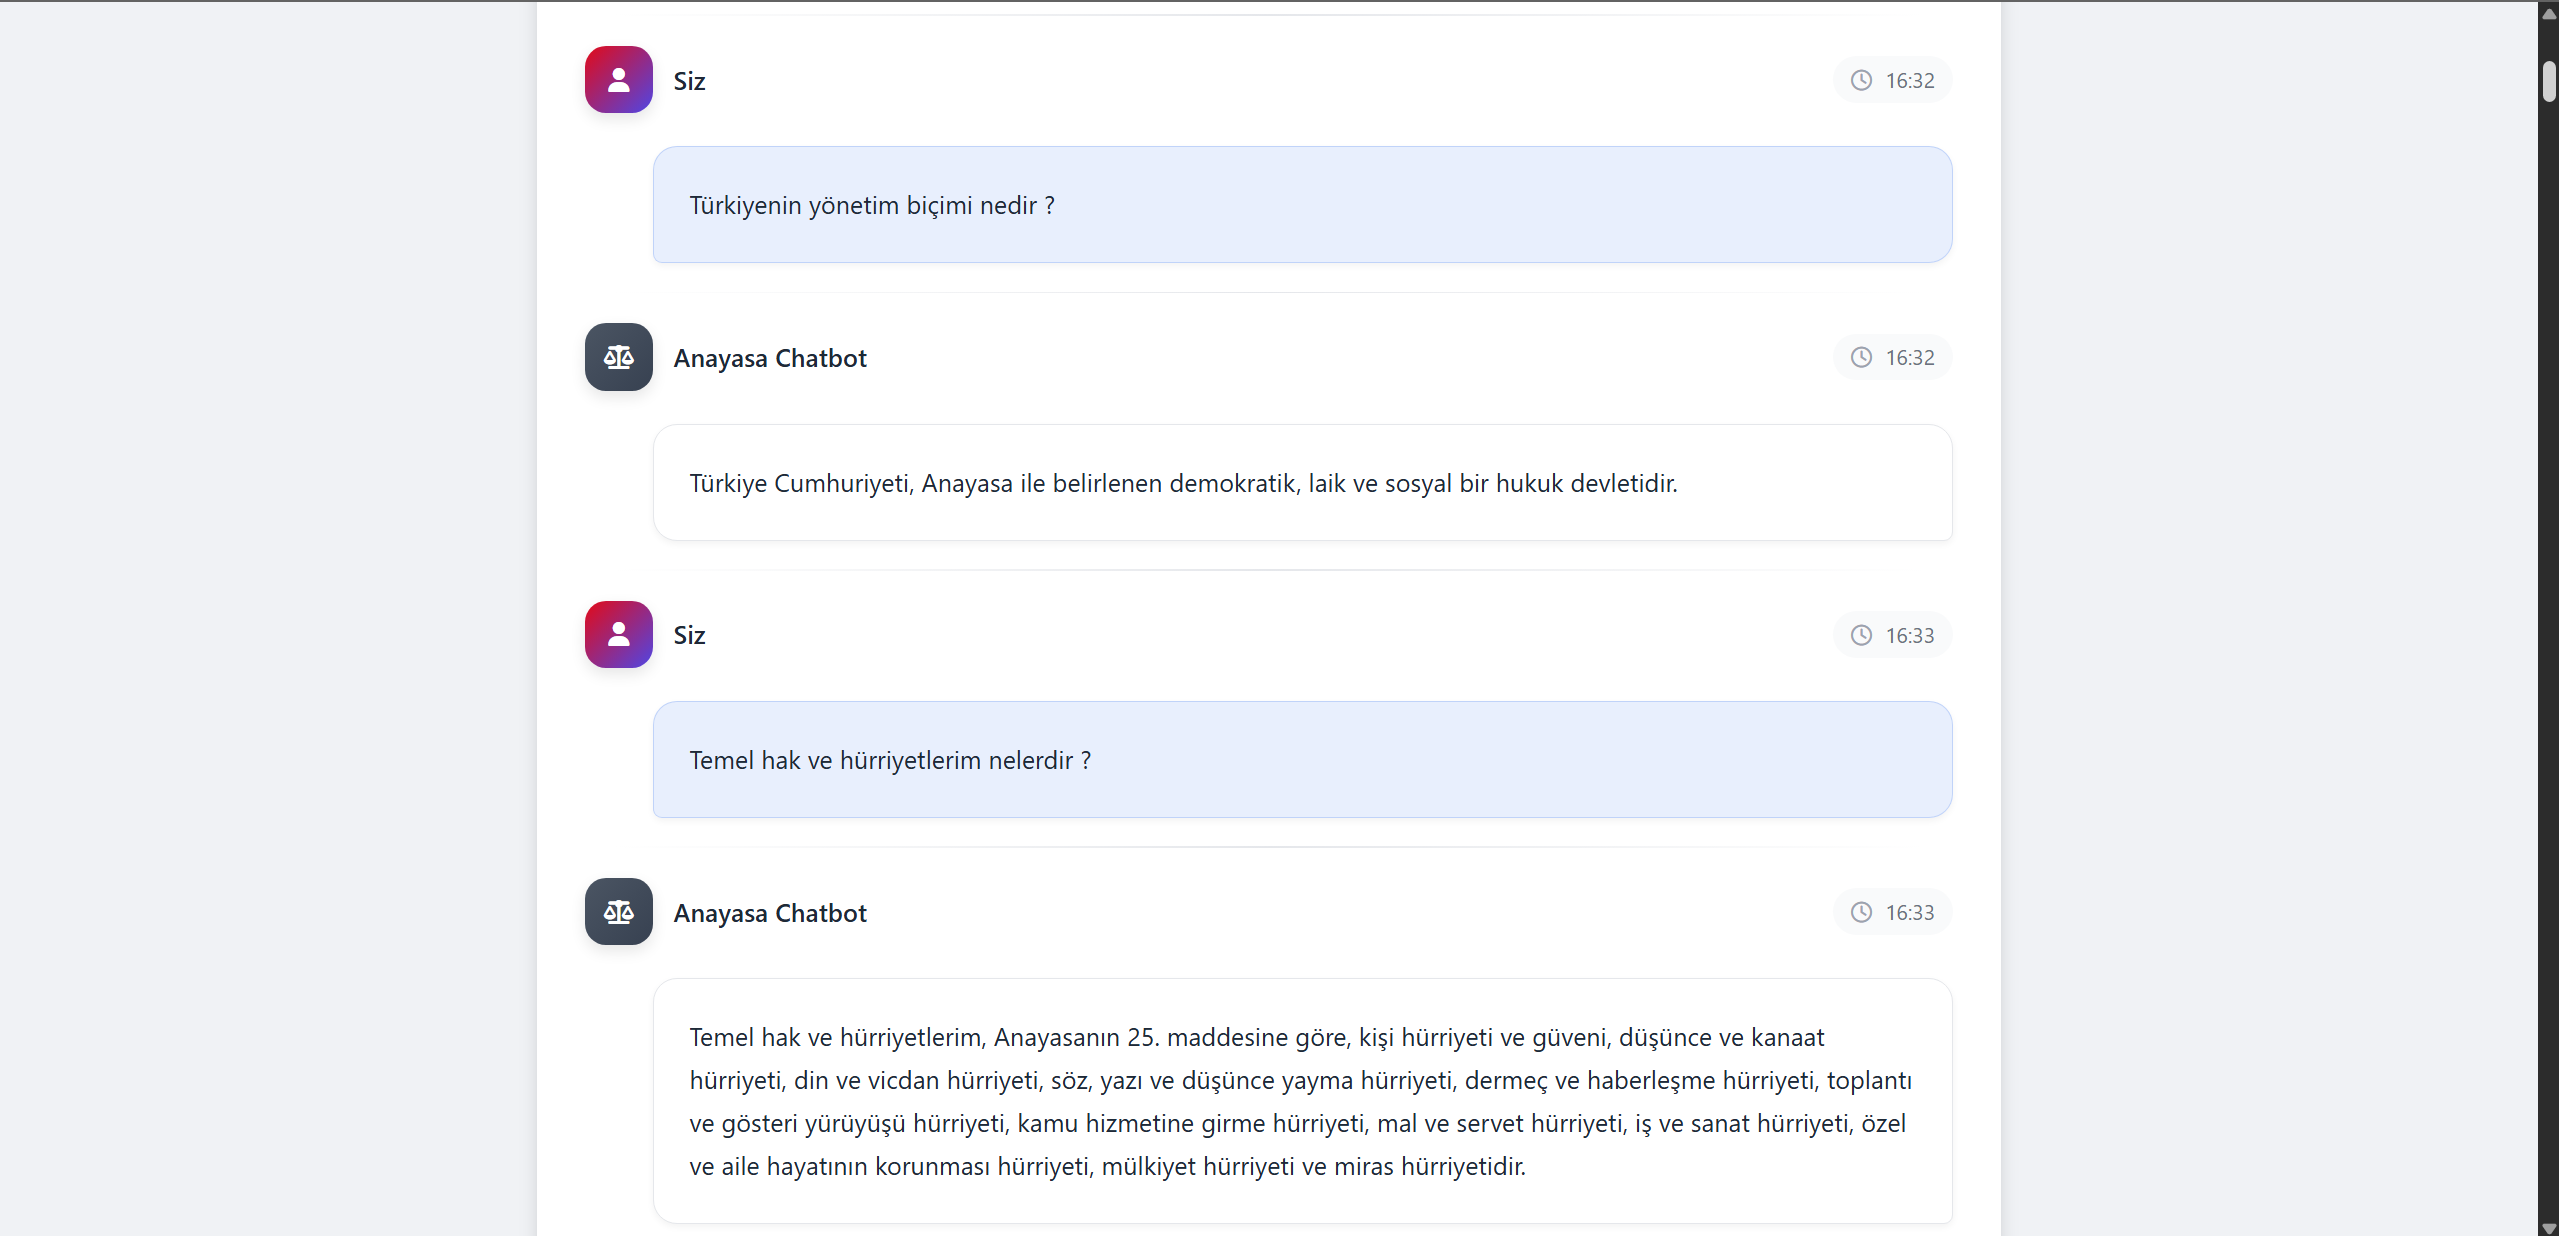 Siz
16:32
Türkiyenin yönetim biçimi nedir ?
Anayasa Chatbot
16:32
Türkiye Cumhuriyeti, Anayasa ile belirlenen demokratik, laik ve sosyal bir hukuk devletidir.
Siz
16:33
Temel hak ve hürriyetlerim nelerdir ?
Anayasa Chatbot
16:33
Temel hak ve hürriyetlerim, Anayasanın 25. maddesine göre, kişi hürriyeti ve güveni, düşünce ve kanaat
hürriyeti, din ve vicdan hürriyeti, söz, yazı ve düşünce yayma hürriyeti, dermeç ve haberleşme hürriyeti, toplantı
ve gösteri yürüyüşü hürriyeti, kamu hizmetine girme hürriyeti, mal ve servet hürriyeti, iş ve sanat hürriyeti, özel
ve aile hayatının korunması hürriyeti, mülkiyet hürriyeti ve miras hürriyetidir.